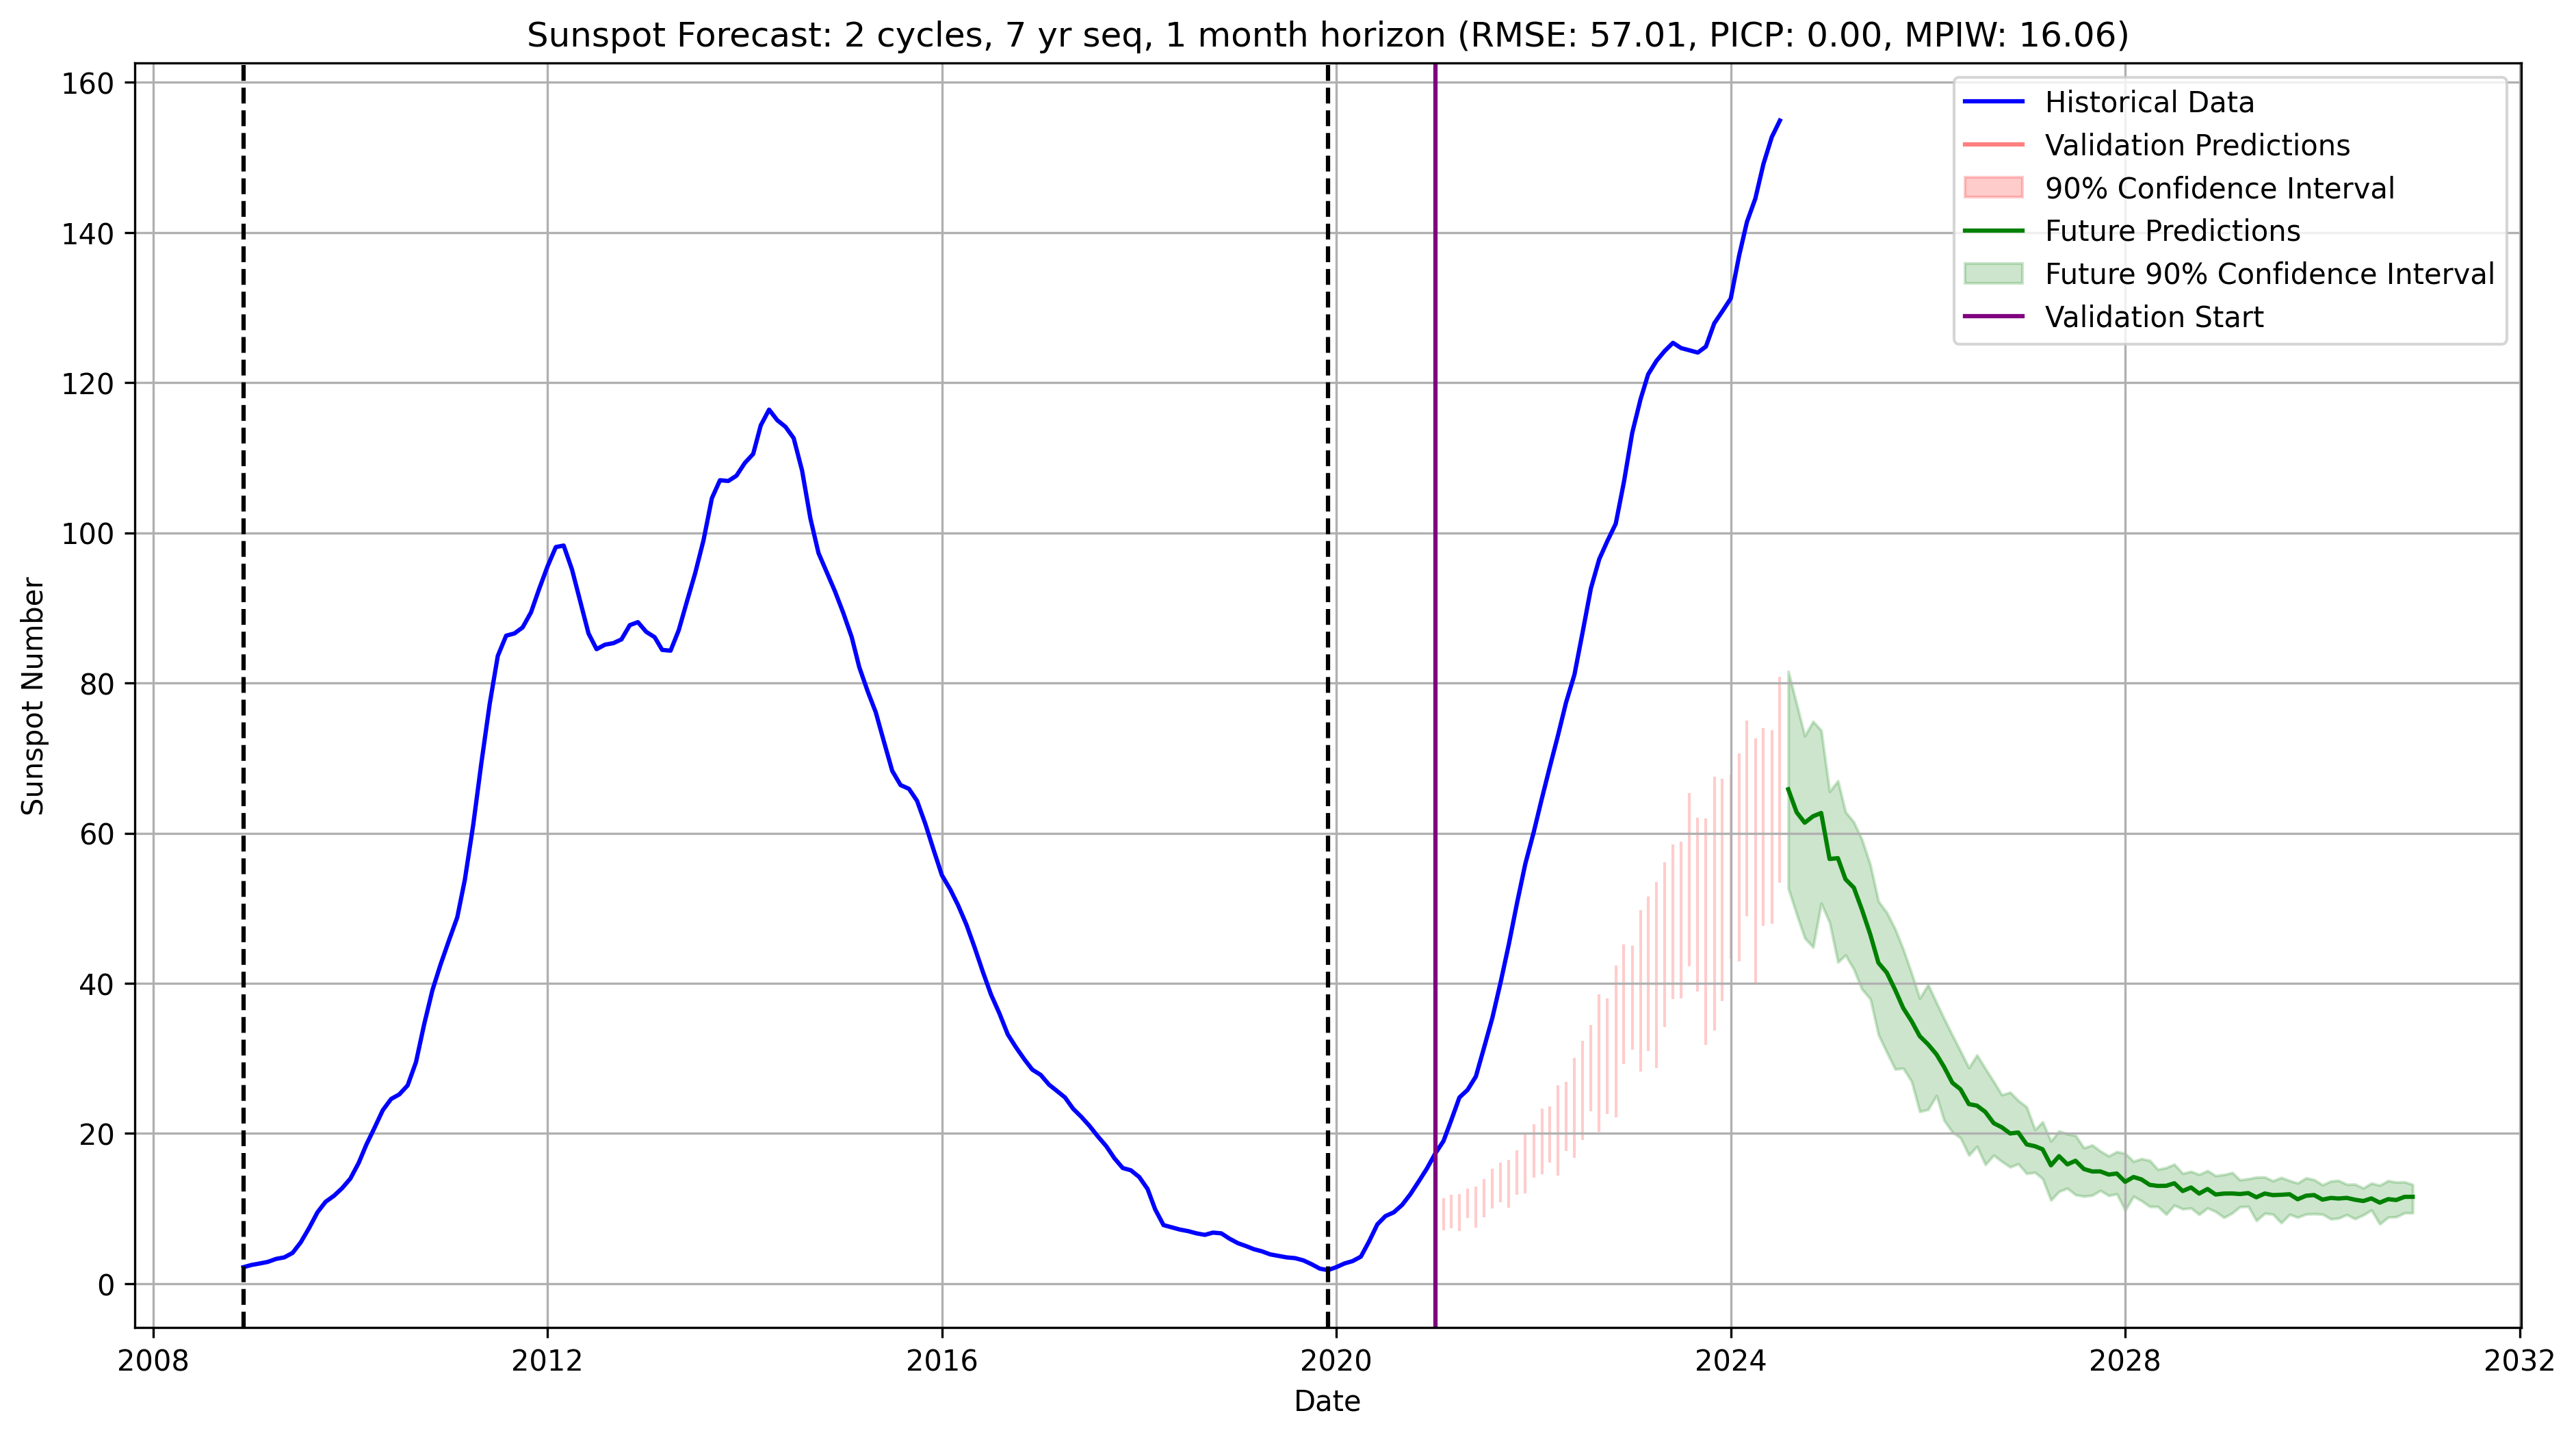 Sunspot Forecast: 2 cycles, 7 yr seq, 1 month horizon (RMSE: 57.01, PICP: 0.00, MPIW: 16.06)
Historical Data
Validation Predictions
90% Confidence Interval
Future Predictions
Future 90% Confidence Interval
Validation Start
Sunspot Number
160
140
120
100
80
60
40
20
0
2008 2012 2016 2020 2024 2028 2032
Date